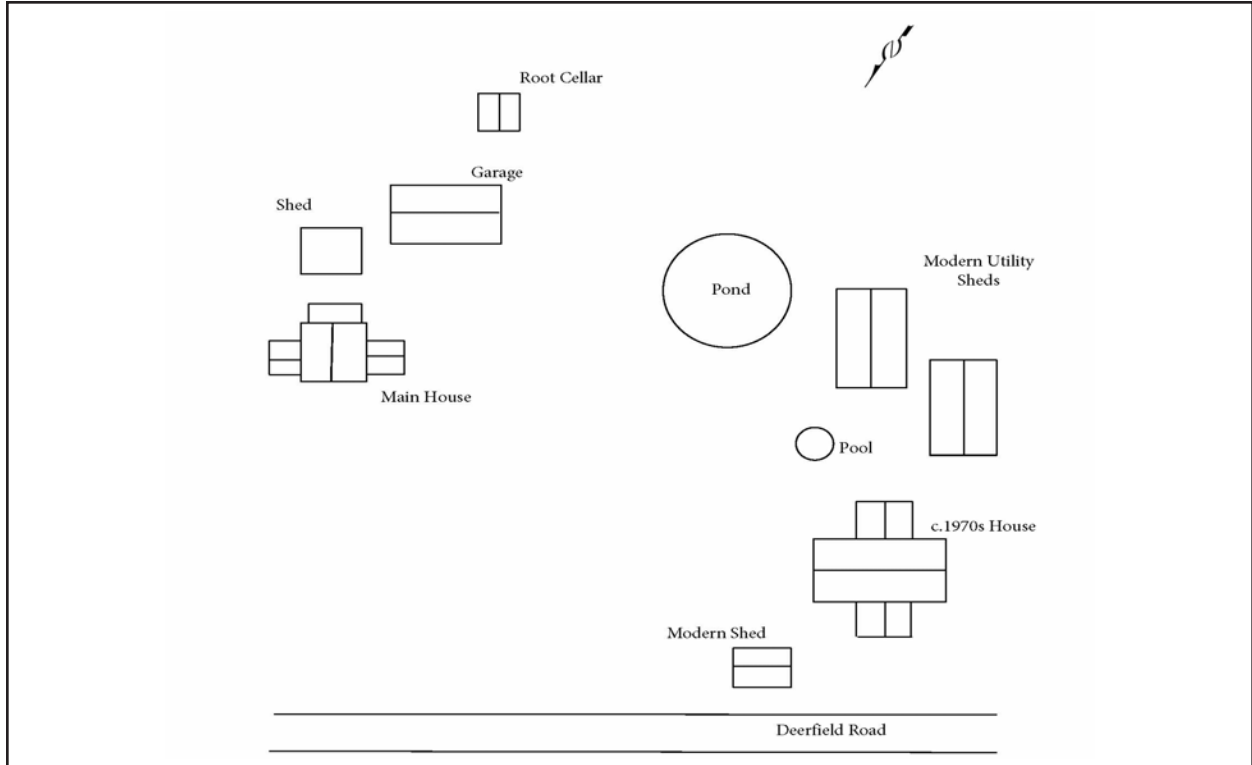 Root Cellar
Garage
Shed
Modern Utility
Sheds
Pond
Main House
Pool
c.1970s House
Modern Shed
Deerfield Road